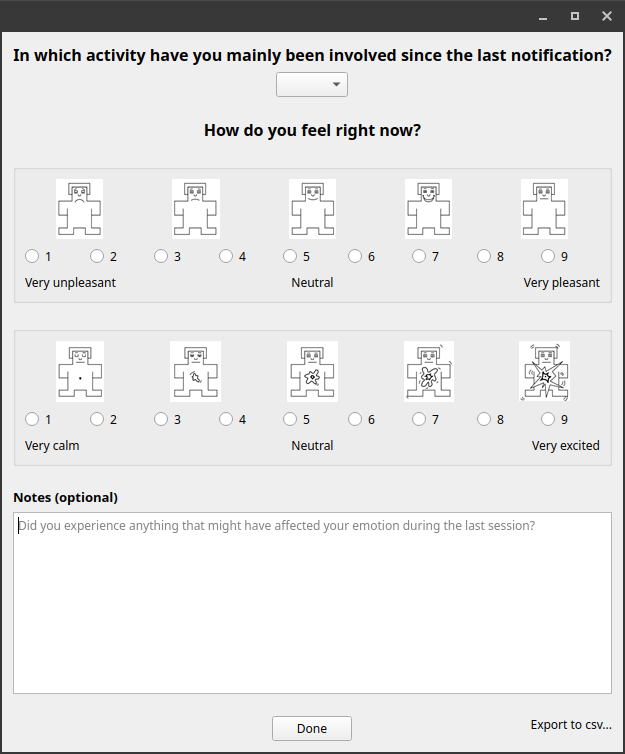 In which activity have you mainly been involved since the last notification?
How do you feel right now?
1 2 3 4 5 6 7 8 9
Very unpleasant Neutral Very pleasant
1 2 3 4 5 6 7 8 9
Very calm Neutral Very excited
Notes (optional)
Did you experience anything that might have affected your emotion during the last session?
Done Export to csv...